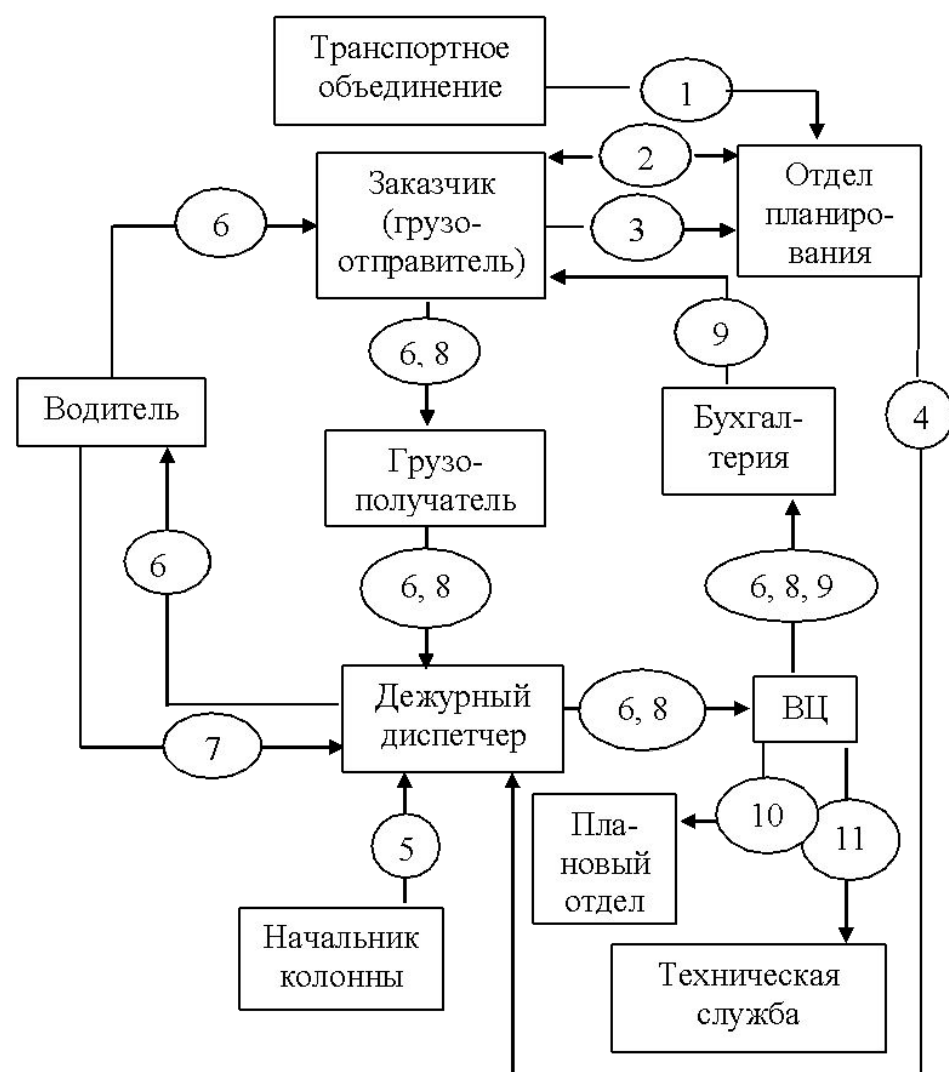 Транспортное
объединение
1
2
Заказчик
(грузо-
отправитель)
Отдел
планиро-
вания
3
6
9
6, 8
Водитель
Бухгал-
терия
4
Грузо-
получатель
6
6, 8
6, 8, 9
Дежурный
диспетчер
6, 8
ВЦ
7
10
11
5
Пла-
новый
отдел
Начальник
колонны
Техническая
служба